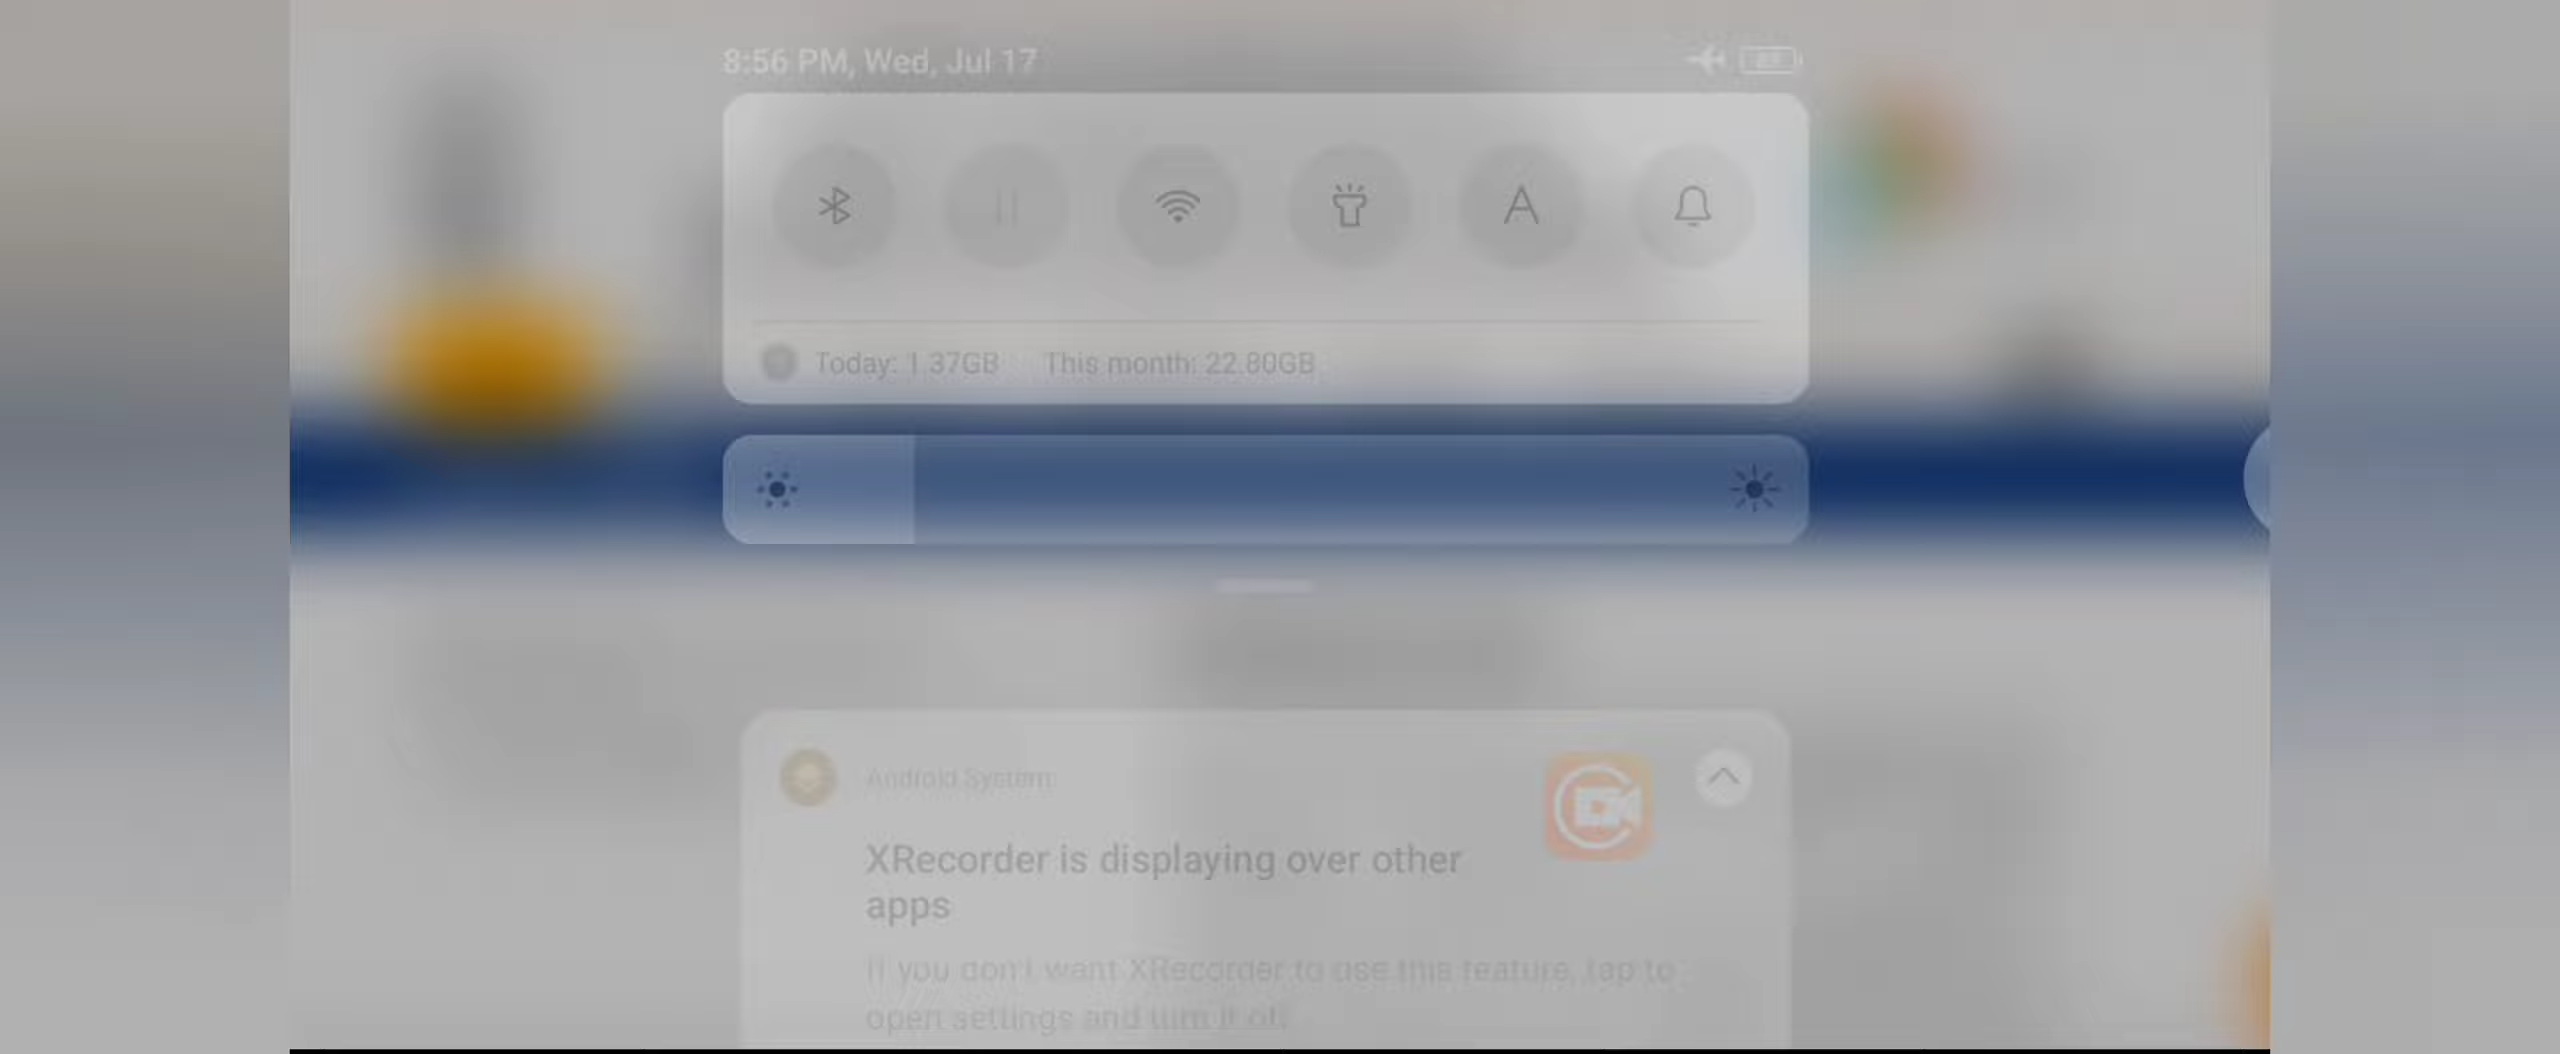 8:56 PM, Wed, Jul 17
Today: 1.37GB This month: 22.80GB
Android System
XRecorder is displaying over other
apps
If you don't want XRecorder to use this feature, tap to
open settings and turn it off.